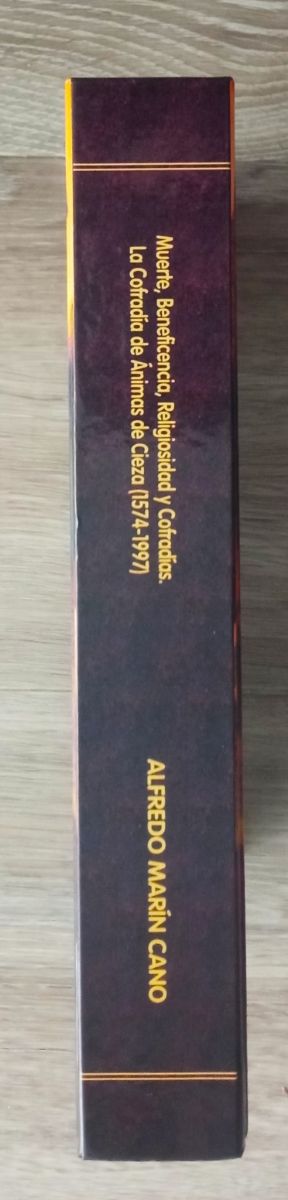 Muerte, Beneficencia, Religiosidad y Cofradías.
La Cofradía de Ánimas de Cieza (1574-1997)
ALFREDO MARÍN CANO